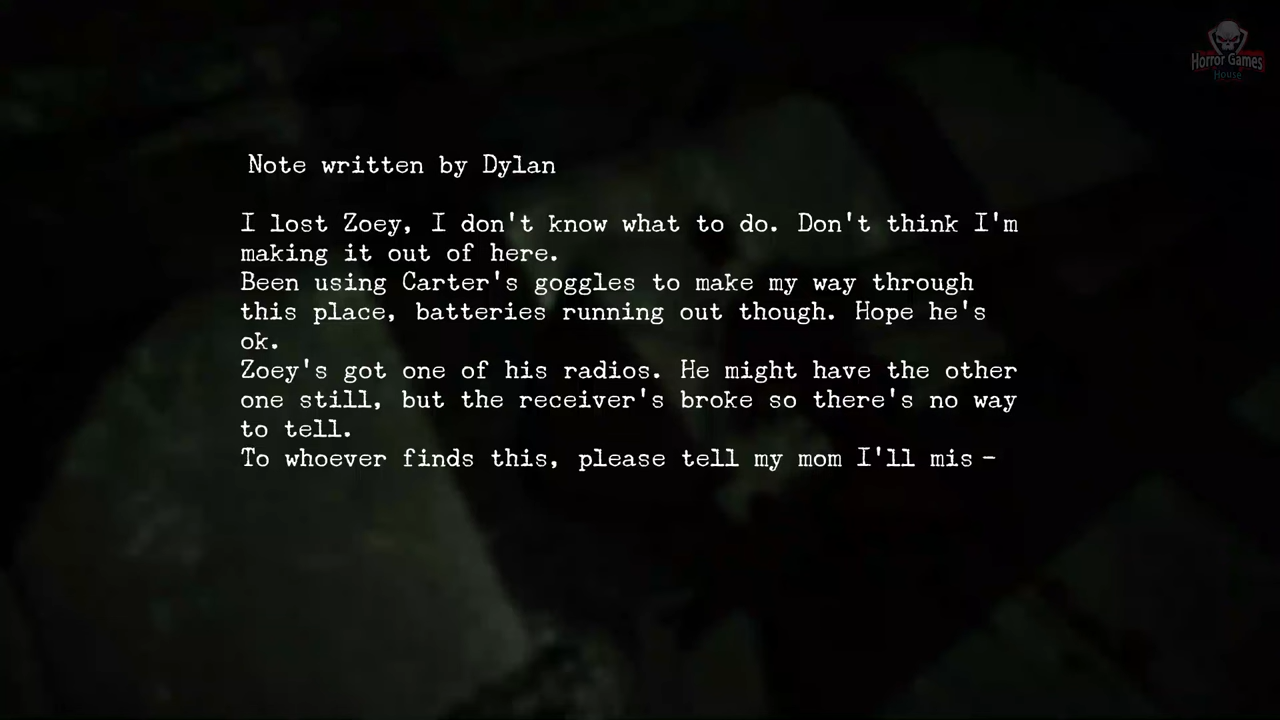 Horror Games
House
Note written by Dylan
I lost Zoey, I don't know what to do. Don't think I'm
making it out of here.
Been using Carter's goggles to make my way through
this place, batteries running out though. Hope he's
ok.
Zoey's got one of his radios. He might have the other
one still, but the receiver's broke so there's no way
to tell.
To whoever finds this, please tell my mom I'll mis -